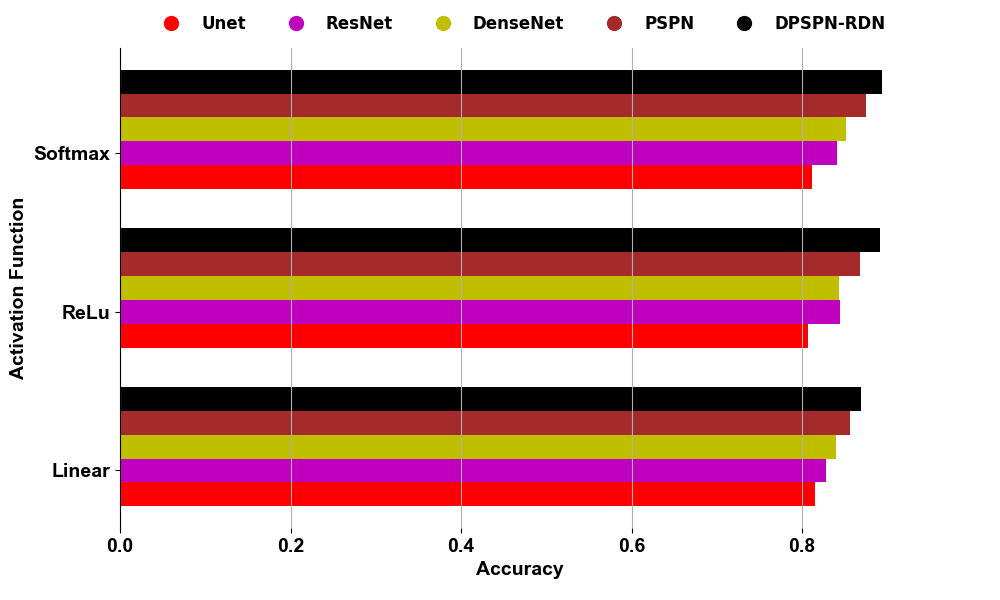 Unet ResNet DenseNet PSPN DPSPN-RDN
Activation Function
Softmax
ReLu
Linear
0.0 0.2 0.4 0.6 0.8
Accuracy